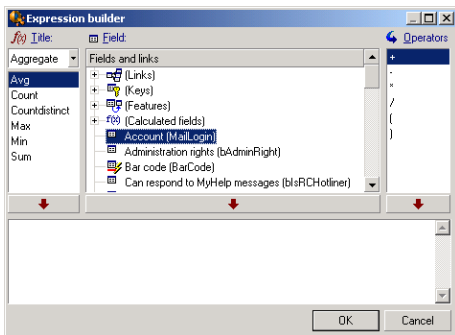 Expression builder
f(x) Title: Field: Operators
Aggregate Fields and links +
Avg (Links) -
Count (Keys) *
Countdistinct (Features) /
Max f(x) (Calculated fields) (
Min Account (MailLogin) )
Sum Administration rights (bAdminRight)
Bar code (BarCode)
Can respond to MyHelp messages (bIsRCHotliner)
OK Cancel